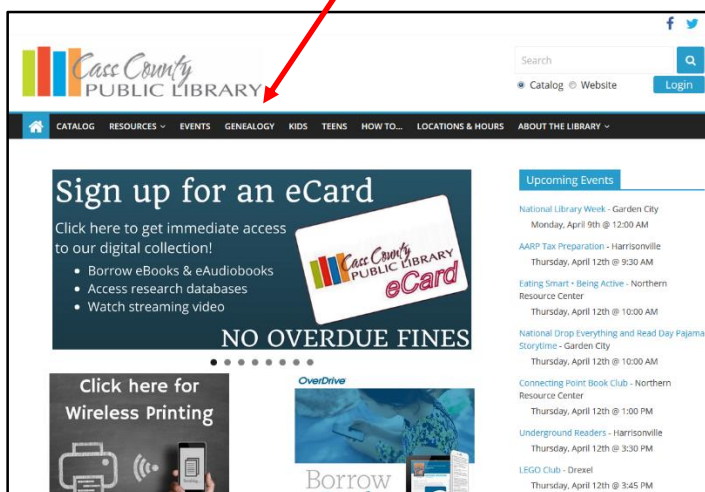 f
Cass County
PUBLIC LIBRARY
Search
Catalog Website
Login
CATALOG RESOURCES EVENTS GENEALOGY KIDS TEENS HOW TO... LOCATIONS & HOURS ABOUT THE LIBRARY
Sign up for an eCard
Click here to get immediate access
to our digital collection!
• Borrow eBooks & eAudiobooks
• Access research databases
• Watch streaming video
Cass County
PUBLIC LIBRARY
eCard
NO OVERDUE FINES
Click here for
Wireless Printing
OverDrive
Borrow
Upcoming Events
National Library Week - Garden City
Monday, April 9th @ 12:00 AM
AARP Tax Preparation - Harrisonville
Thursday, April 12th @ 9:30 AM
Eating Smart • Being Active - Northern
Resource Center
Thursday, April 12th @ 10:00 AM
National Drop Everything and Read Day Pajama
Storytime - Garden City
Thursday, April 12th @ 10:00 AM
Connecting Point Book Club - Northern
Resource Center
Thursday, April 12th @ 1:00 PM
Underground Readers - Harrisonville
Thursday, April 12th @ 3:30 PM
LEGO Club - Drexel
Thursday, April 12th @ 3:45 PM